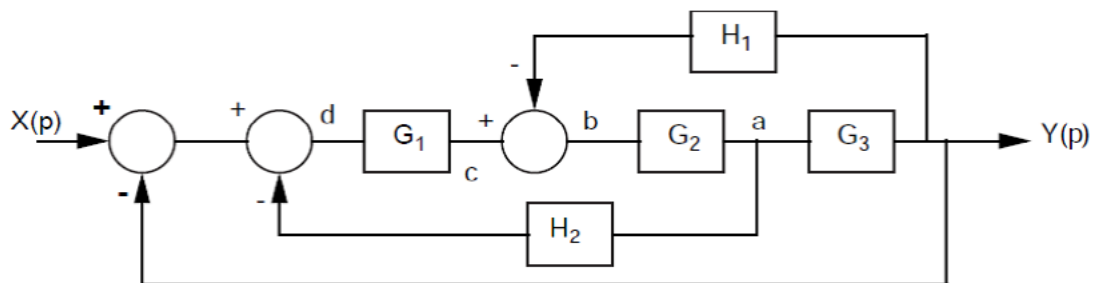 H1
-
X(p) + + d G1 + b G2 a G3 Y(p)
c
- -
H2